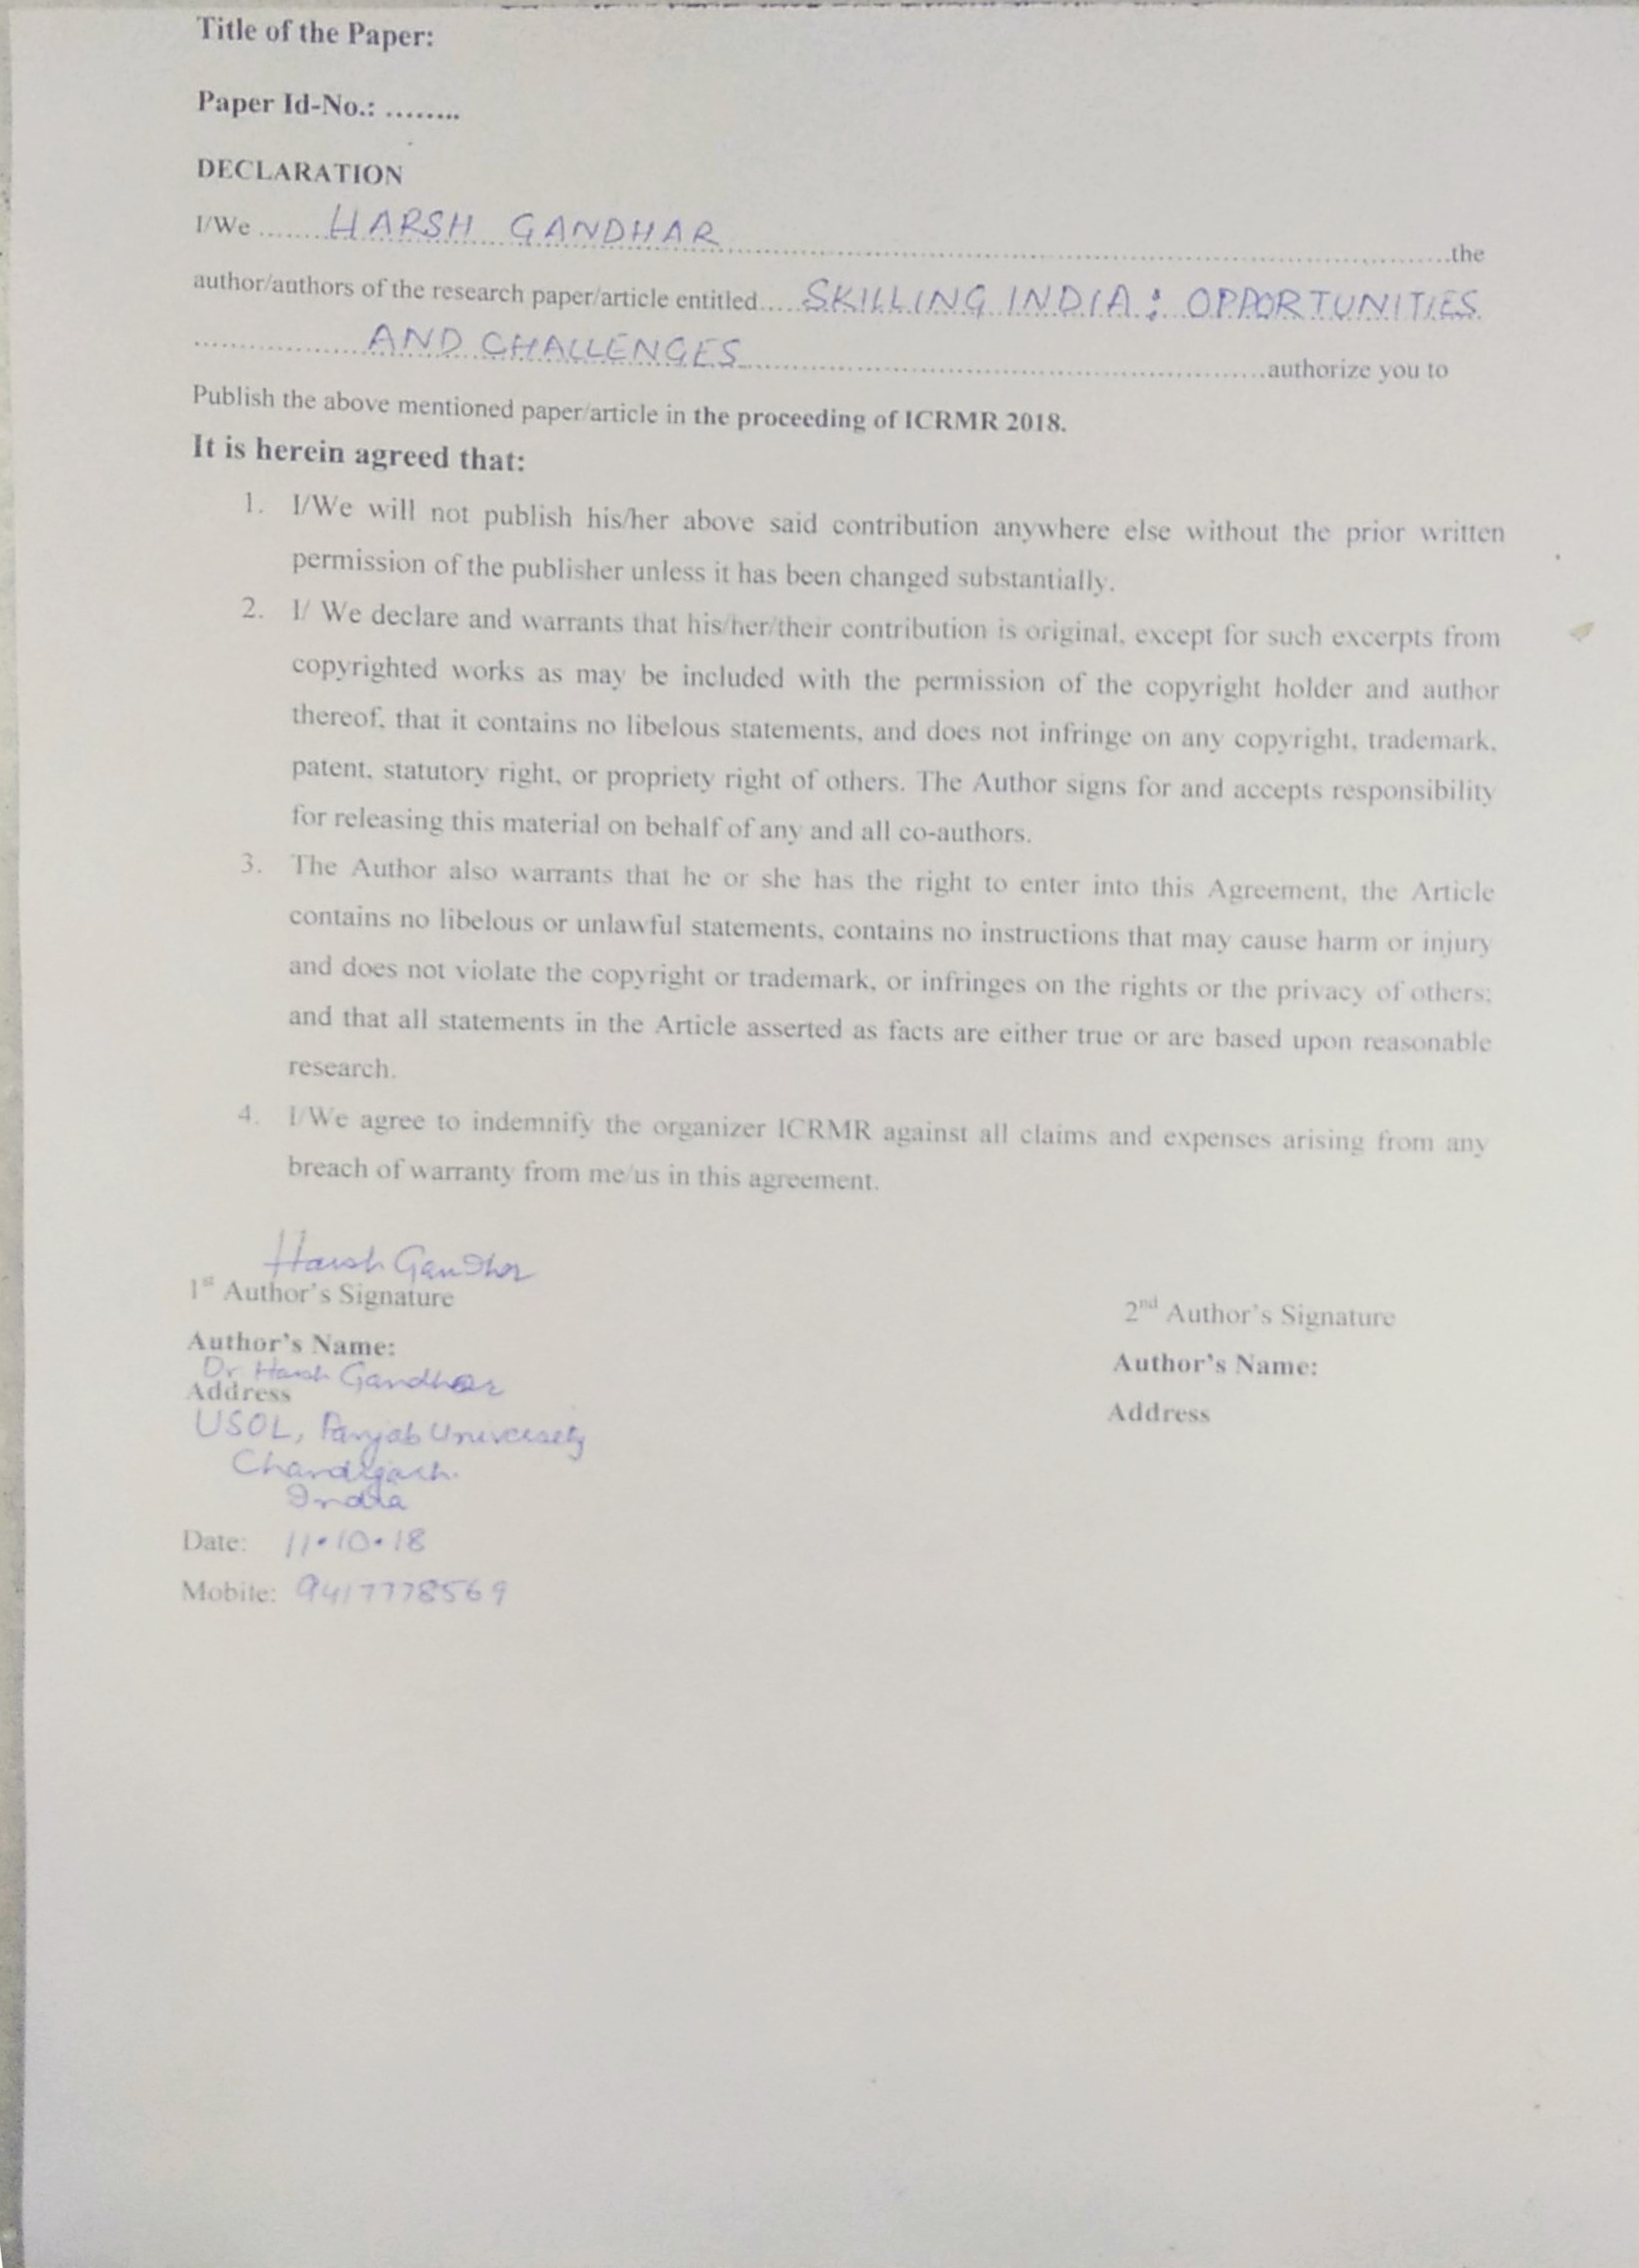 Title of the Paper:
Paper Id-No.: ........
DECLARATION
I/We ....... HARSH GANDHAR ................................................the
author/authors of the research paper/article entitled.... SKILLING INDIA : OPPORTUNITIES
.................. AND CHALLENGES ................................................authorize you to
Publish the above mentioned paper/article in the proceeding of ICRMR 2018.
It is herein agreed that:
1. I/We will not publish his/her above said contribution anywhere else without the prior written
permission of the publisher unless it has been changed substantially.
2. I/ We declare and warrants that his/her/their contribution is original, except for such excerpts from
copyrighted works as may be included with the permission of the copyright holder and author
thereof, that it contains no libelous statements, and does not infringe on any copyright, trademark,
patent, statutory right, or propriety right of others. The Author signs for and accepts responsibility
for releasing this material on behalf of any and all co-authors.
3. The Author also warrants that he or she has the right to enter into this Agreement, the Article
contains no libelous or unlawful statements, contains no instructions that may cause harm or injury
and does not violate the copyright or trademark, or infringes on the rights or the privacy of others;
and that all statements in the Article asserted as facts are either true or are based upon reasonable
research.
4. I/We agree to indemnify the organizer ICRMR against all claims and expenses arising from any
breach of warranty from me/us in this agreement.
Harsh Gandhar
1st Author's Signature
2nd Author's Signature
Author's Name:
Author's Name:
Dr Harsh Gandhar
Address
Address
USOL, Panjab University
Chandigarh.
India
Date: 11.10.18
Mobile: 9417778569